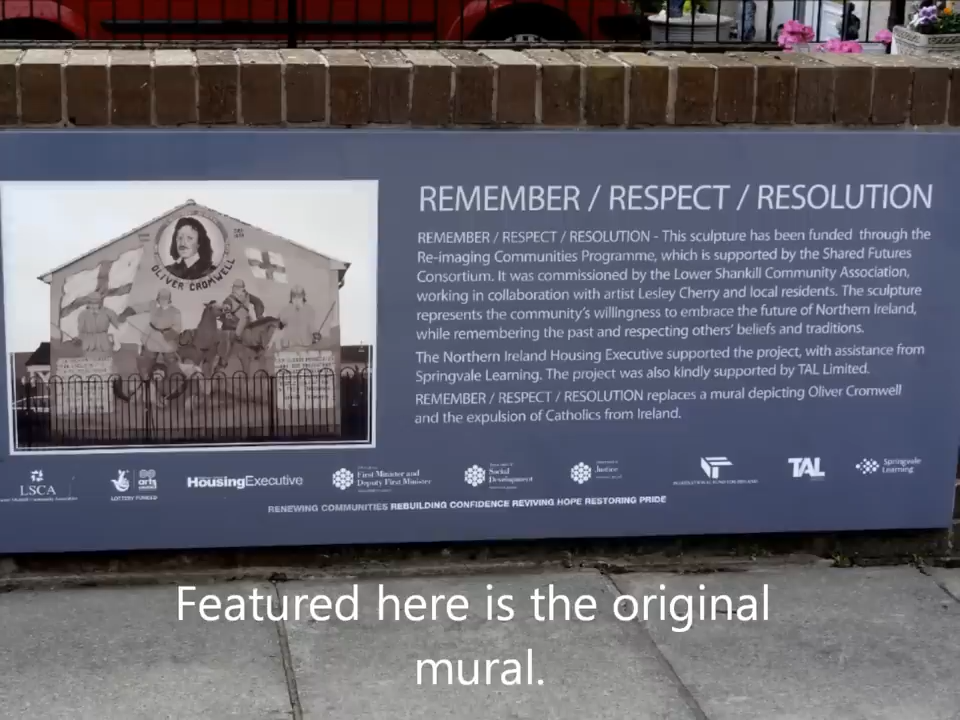 REMEMBER / RESPECT / RESOLUTION
REMEMBER / RESPECT / RESOLUTION - This sculpture has been funded through the
Re-imaging Communities Programme, which is supported by the Shared Futures
Consortium. It was commissioned by the Lower Shankill Community Association,
working in collaboration with artist Lesley Cherry and local residents. The sculpture
represents the community's willingness to embrace the future of Northern Ireland,
while remembering the past and respecting others' beliefs and traditions.
The Northern Ireland Housing Executive supported the project, with assistance from
Springvale Learning. The project was also kindly supported by TAL Limited.
REMEMBER / RESPECT / RESOLUTION replaces a mural depicting Oliver Cromwell
and the expulsion of Catholics from Ireland.
OLIVER CROMWELL
LSCA
LOTTERY FUNDED
HousingExecutive
First Minister and
Deputy First Minister
Social
Development
Justice
TAL
Springvale
Learning
RENEWING COMMUNITIES REBUILDING CONFIDENCE REVIVING HOPE RESTORING PRIDE
Featured here is the original
mural.